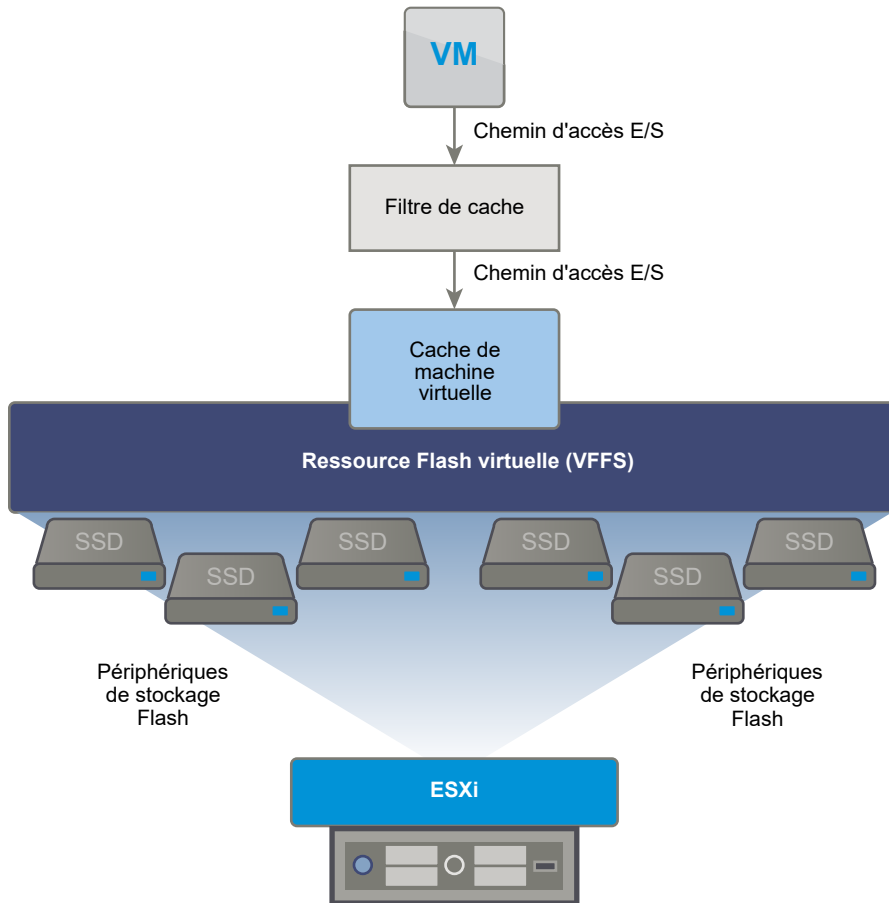 VM
Chemin d'accès E/S
Filtre de cache
Chemin d'accès E/S
Cache de
machine
virtuelle
Ressource Flash virtuelle (VFFS)
SSD
SSD
SSD
SSD
SSD
SSD
Périphériques
de stockage
Flash
Périphériques
de stockage
Flash
ESXi